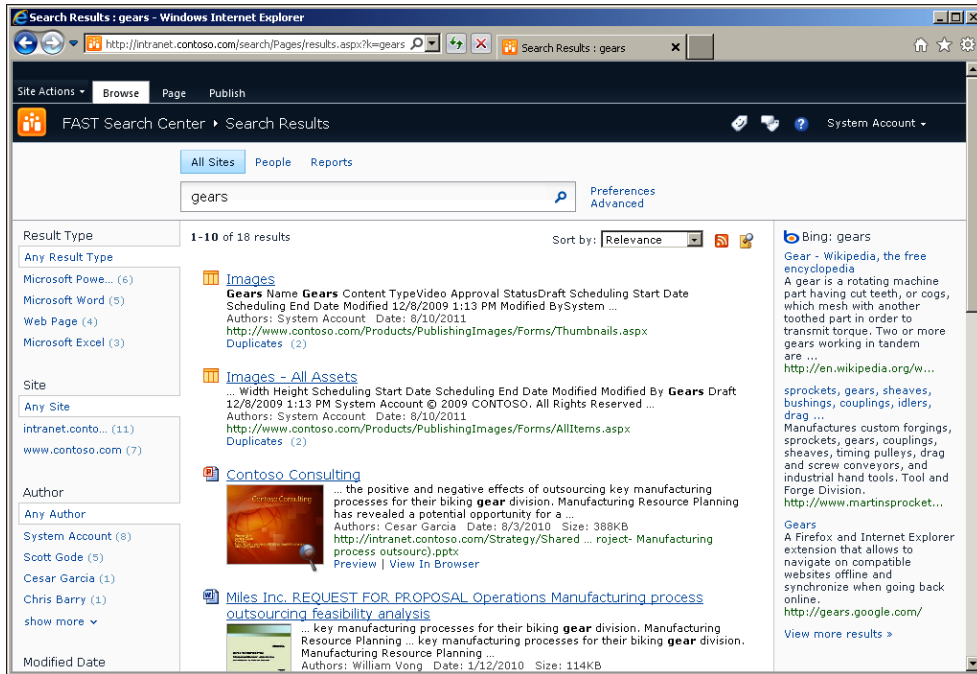 Search Results : gears - Windows Internet Explorer
http://intranet.contoso.com/search/Pages/results.aspx?k=gears
Search Results : gears
Site Actions
Browse
Page
Publish
FAST Search Center
Search Results
System Account
All Sites
People
Reports
gears
Preferences
Advanced
Result Type
Any Result Type
Microsoft Powe... (6)
Microsoft Word (5)
Web Page (4)
Microsoft Excel (3)
Site
Any Site
intranet.conto... (11)
www.contoso.com (7)
Author
Any Author
System Account (8)
Scott Gode (5)
Cesar Garcia (1)
Chris Barry (1)
show more
Modified Date
1-10 of 18 results
Sort by: Relevance
Images
Gears Name Gears Content TypeVideo Approval StatusDraft Scheduling Start Date
Scheduling End Date Modified 12/8/2009 1:13 PM Modified BySystem ...
Authors: System Account Date: 8/10/2011
http://www.contoso.com/Products/PublishingImages/Forms/Thumbnails.aspx
Duplicates (2)
Images - All Assets
... Width Height Scheduling Start Date Scheduling End Date Modified Modified By Gears Draft
12/8/2009 1:13 PM System Account © 2009 CONTOSO. All Rights Reserved ...
Authors: System Account Date: 8/10/2011
http://www.contoso.com/Products/PublishingImages/Forms/AllItems.aspx
Duplicates (2)
Contoso Consulting
Contoso Consulting
... the positive and negative effects of outsourcing key manufacturing
processes for their biking gear division. Manufacturing Resource Planning
has revealed a potential opportunity for a ...
Authors: Cesar Garcia Date: 8/3/2010 Size: 388KB
http://intranet.contoso.com/Strategy/Shared ... roject- Manufacturing
process outsourc).pptx
Preview | View In Browser
Miles Inc. REQUEST FOR PROPOSAL Operations Manufacturing process
outsourcing feasibility analysis
... key manufacturing processes for their biking gear division. Manufacturing
Resource Planning ... key manufacturing processes for their biking gear division.
Manufacturing Resource Planning ...
Authors: William Vong Date: 1/12/2010 Size: 114KB
Bing: gears
Gear - Wikipedia, the free
encyclopedia
A gear is a rotating machine
part having cut teeth, or cogs,
which mesh with another
toothed part in order to
transmit torque. Two or more
gears working in tandem
are ...
http://en.wikipedia.org/w...
sprockets, gears, sheaves,
bushings, couplings, idlers,
drag ...
Manufactures custom forgings,
sprockets, gears, couplings,
sheaves, timing pulleys, drag
and screw conveyors, and
industrial hand tools. Tool and
Forge Division.
http://www.martinsprocket...
Gears
A Firefox and Internet Explorer
extension that allows to
navigate on compatible
websites offline and
synchronize when going back
online.
http://gears.google.com/
View more results »